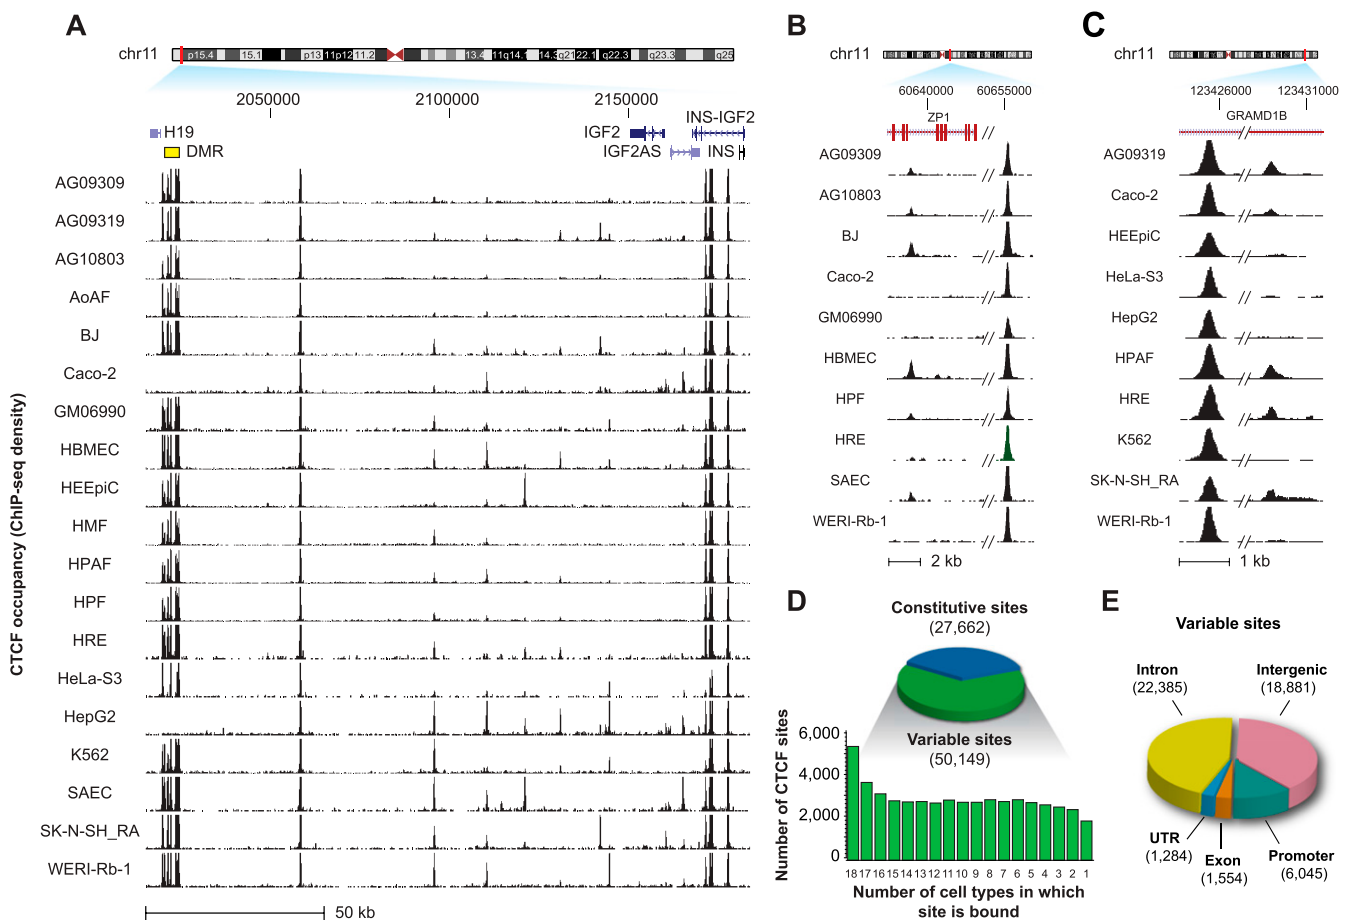 A
chr11
p15.4 15.1 p13 11p12 11.2 13.4 11q14.1 14.3 q21 22.1 q22.3 q23.3 q25
2050000 2100000 2150000
H19 IGF2 INS-IGF2
DMR IGF2AS INS
CTCF occupancy (ChIP-seq density)
AG09309
AG09319
AG10803
AoAF
BJ
Caco-2
GM06990
HBMEC
HEEpiC
HMF
HPAF
HPF
HRE
HeLa-S3
HepG2
K562
SAEC
SK-N-SH_RA
WERI-Rb-1
50 kb
B
chr11
60640000 60655000
ZP1 //
AG09309 //
AG10803 //
BJ //
Caco-2 //
GM06990 //
HBMEC //
HPF //
HRE //
SAEC //
WERI-Rb-1 //
2 kb
C
chr11
123426000 123431000
GRAMD1B
AG09319 //
Caco-2 //
HEEpiC //
HeLa-S3 //
HepG2 //
HPAF //
HRE //
K562 //
SK-N-SH_RA //
WERI-Rb-1 //
1 kb
D
Constitutive sites
(27,662)
Variable sites
(50,149)
Number of CTCF sites
6,000
4,000
2,000
0
18 17 16 15 14 13 12 11 10 9 8 7 6 5 4 3 2 1
Number of cell types in which
site is bound
E
Variable sites
Intron
(22,385)
Intergenic
(18,881)
UTR
(1,284)
Exon
(1,554)
Promoter
(6,045)